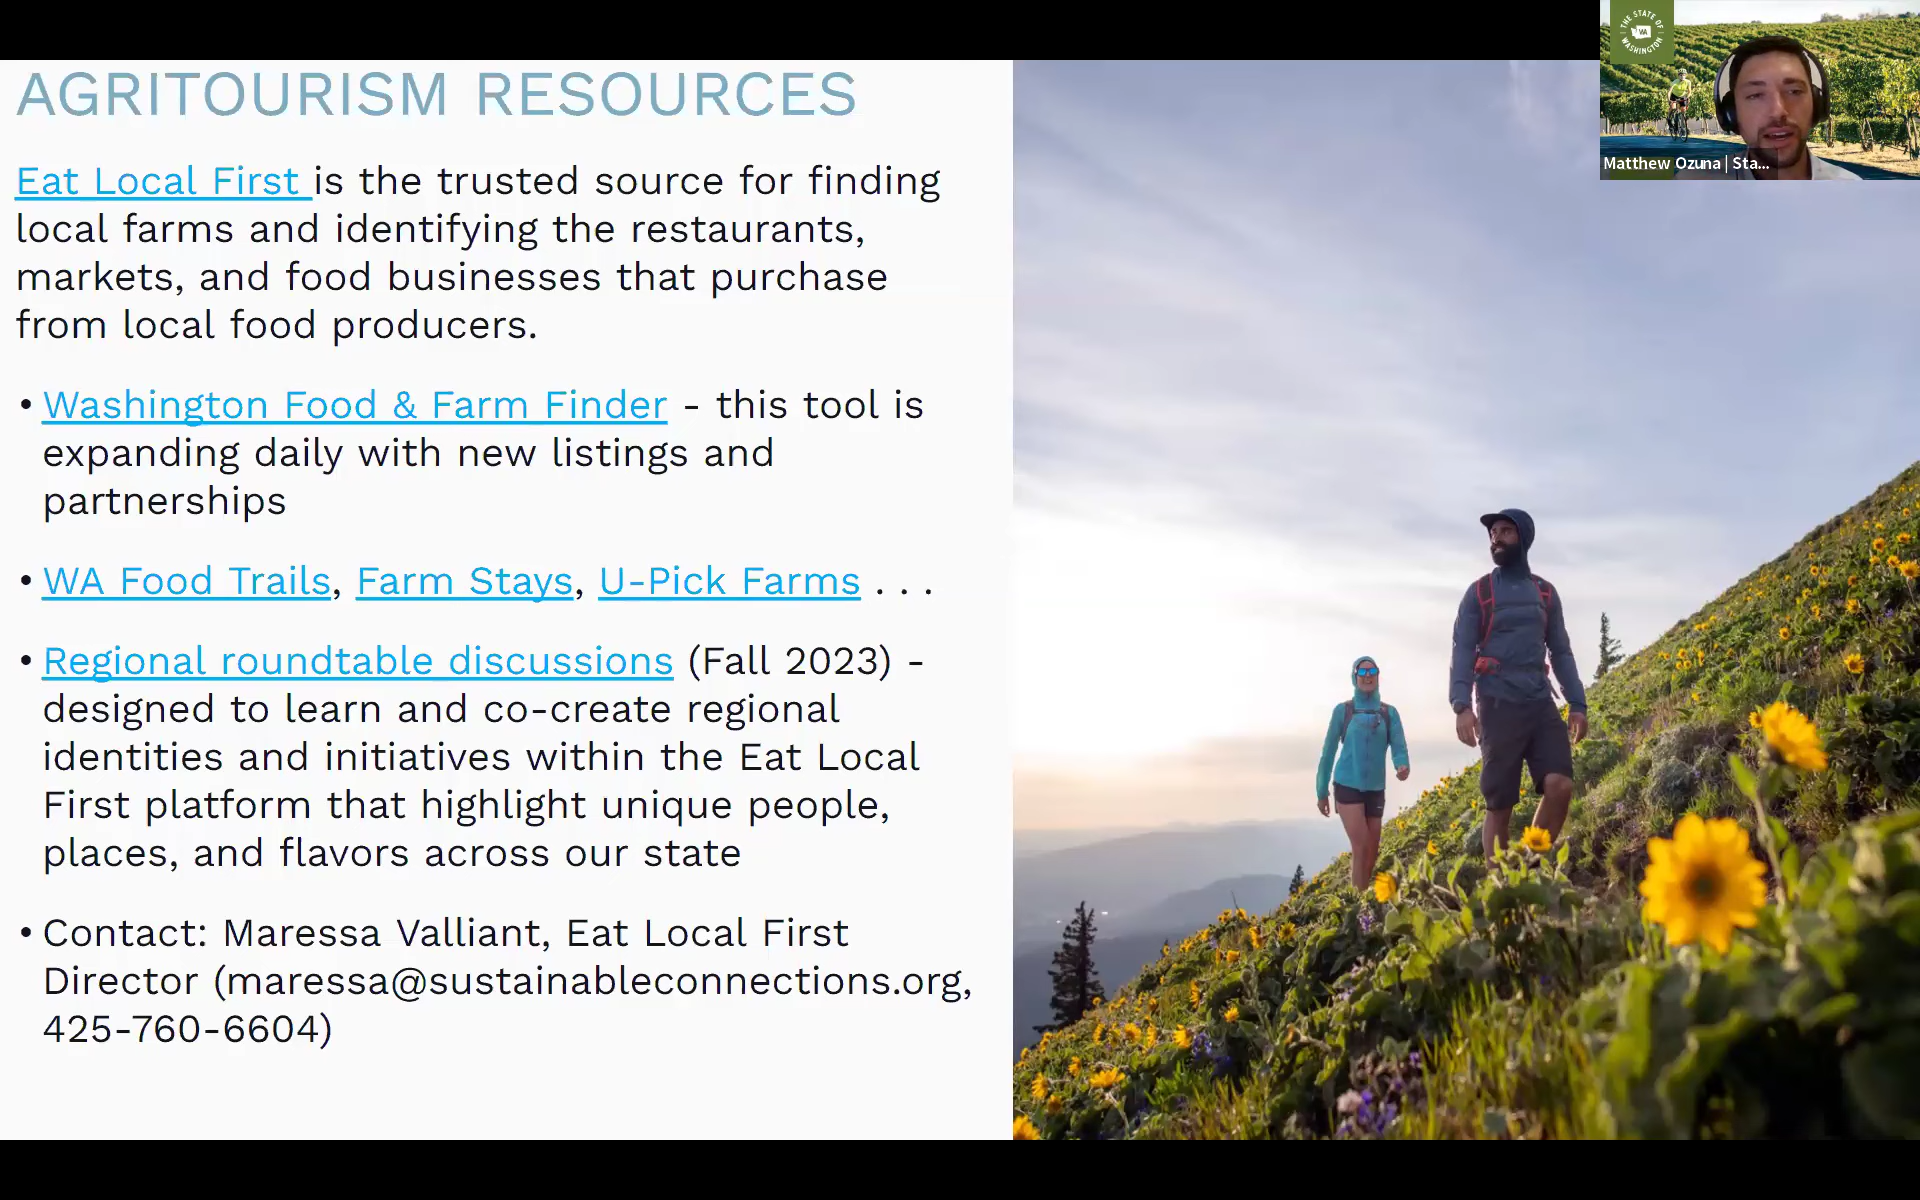 AGRITOURISM RESOURCES
Eat Local First is the trusted source for finding
local farms and identifying the restaurants,
markets, and food businesses that purchase
from local food producers.
• Washington Food & Farm Finder - this tool is
expanding daily with new listings and
partnerships
• WA Food Trails, Farm Stays, U-Pick Farms . . .
• Regional roundtable discussions (Fall 2023) -
designed to learn and co-create regional
identities and initiatives within the Eat Local
First platform that highlight unique people,
places, and flavors across our state
• Contact: Maressa Valliant, Eat Local First
Director (maressa@sustainableconnections.org,
425-760-6604)
THE STATE OF
WA
WASHINGTON
Matthew Ozuna | Sta...